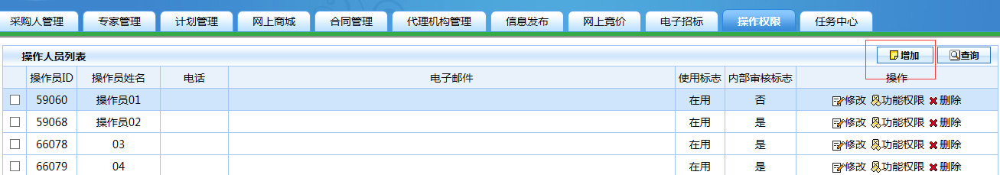 采购人管理 专家管理 计划管理 网上商城 合同管理 代理机构管理 信息发布 网上竟价 电子招标 操作权限 任务中心
操作人员列表 增加 查询
操作员ID 操作员姓名 电话 电子邮件 使用标志 内部审核标志 操作
59060 操作员01 在用 否 修改 功能权限 删除
59068 操作员02 在用 是 修改 功能权限 删除
66078 03 在用 是 修改 功能权限 删除
66079 04 在用 是 修改 功能权限 删除